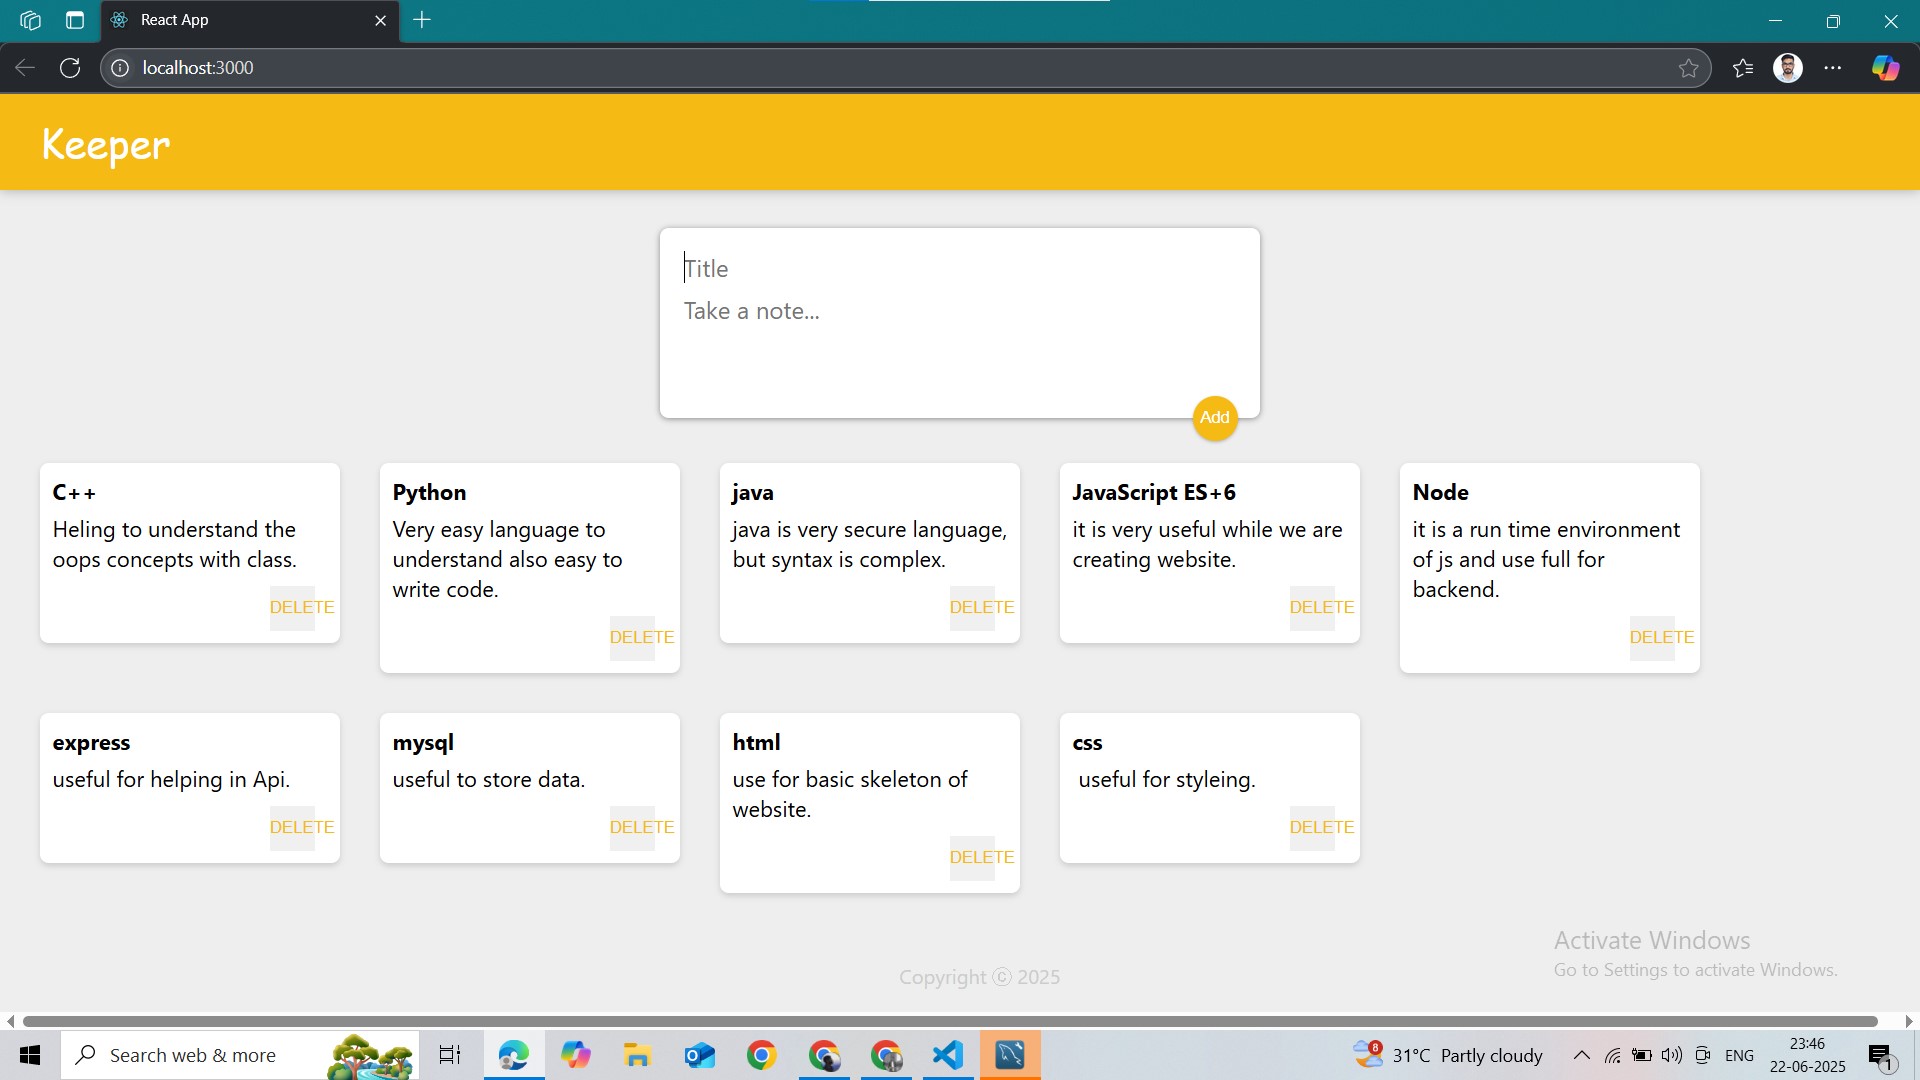 React App
localhost:3000
Keeper
Title
Take a note...
Add
C++
Heling to understand the
oops concepts with class.
DELETE
Python
Very easy language to
understand also easy to
write code.
DELETE
java
java is very secure language,
but syntax is complex.
DELETE
JavaScript ES+6
it is very useful while we are
creating website.
DELETE
Node
it is a run time environment
of js and use full for
backend.
DELETE
express
useful for helping in Api.
DELETE
mysql
useful to store data.
DELETE
html
use for basic skeleton of
website.
DELETE
css
useful for styleing.
DELETE
Activate Windows
Go to Settings to activate Windows.
Copyright ⓒ 2025
Search web & more
8
31°C Partly cloudy
ENG
23:46
22-06-2025
1